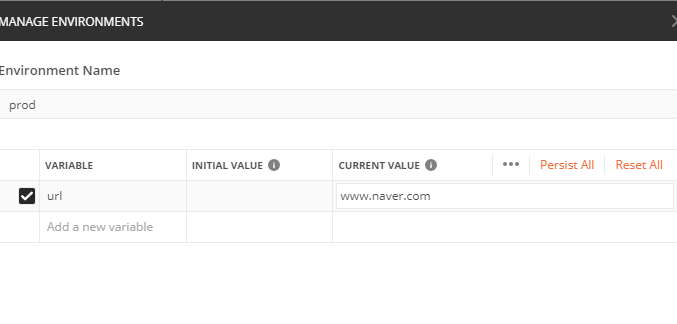 MANAGE ENVIRONMENTS
Environment Name
prod
VARIABLE INITIAL VALUE CURRENT VALUE Persist All Reset All
url www.naver.com
Add a new variable